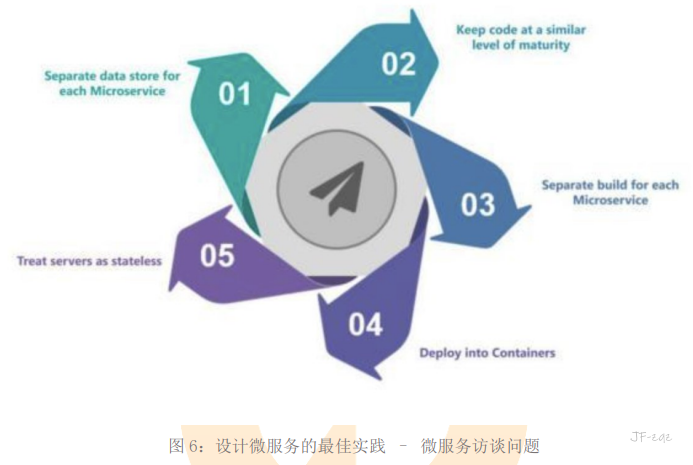 Keep code at a similar
level of maturity
02
Separate data store for
each Microservice
01
Separate build for each
Microservice
03
05
Treat servers as stateless
04
Deploy into Containers
图 6：设计微服务的最佳实践 - 微服务访谈问题